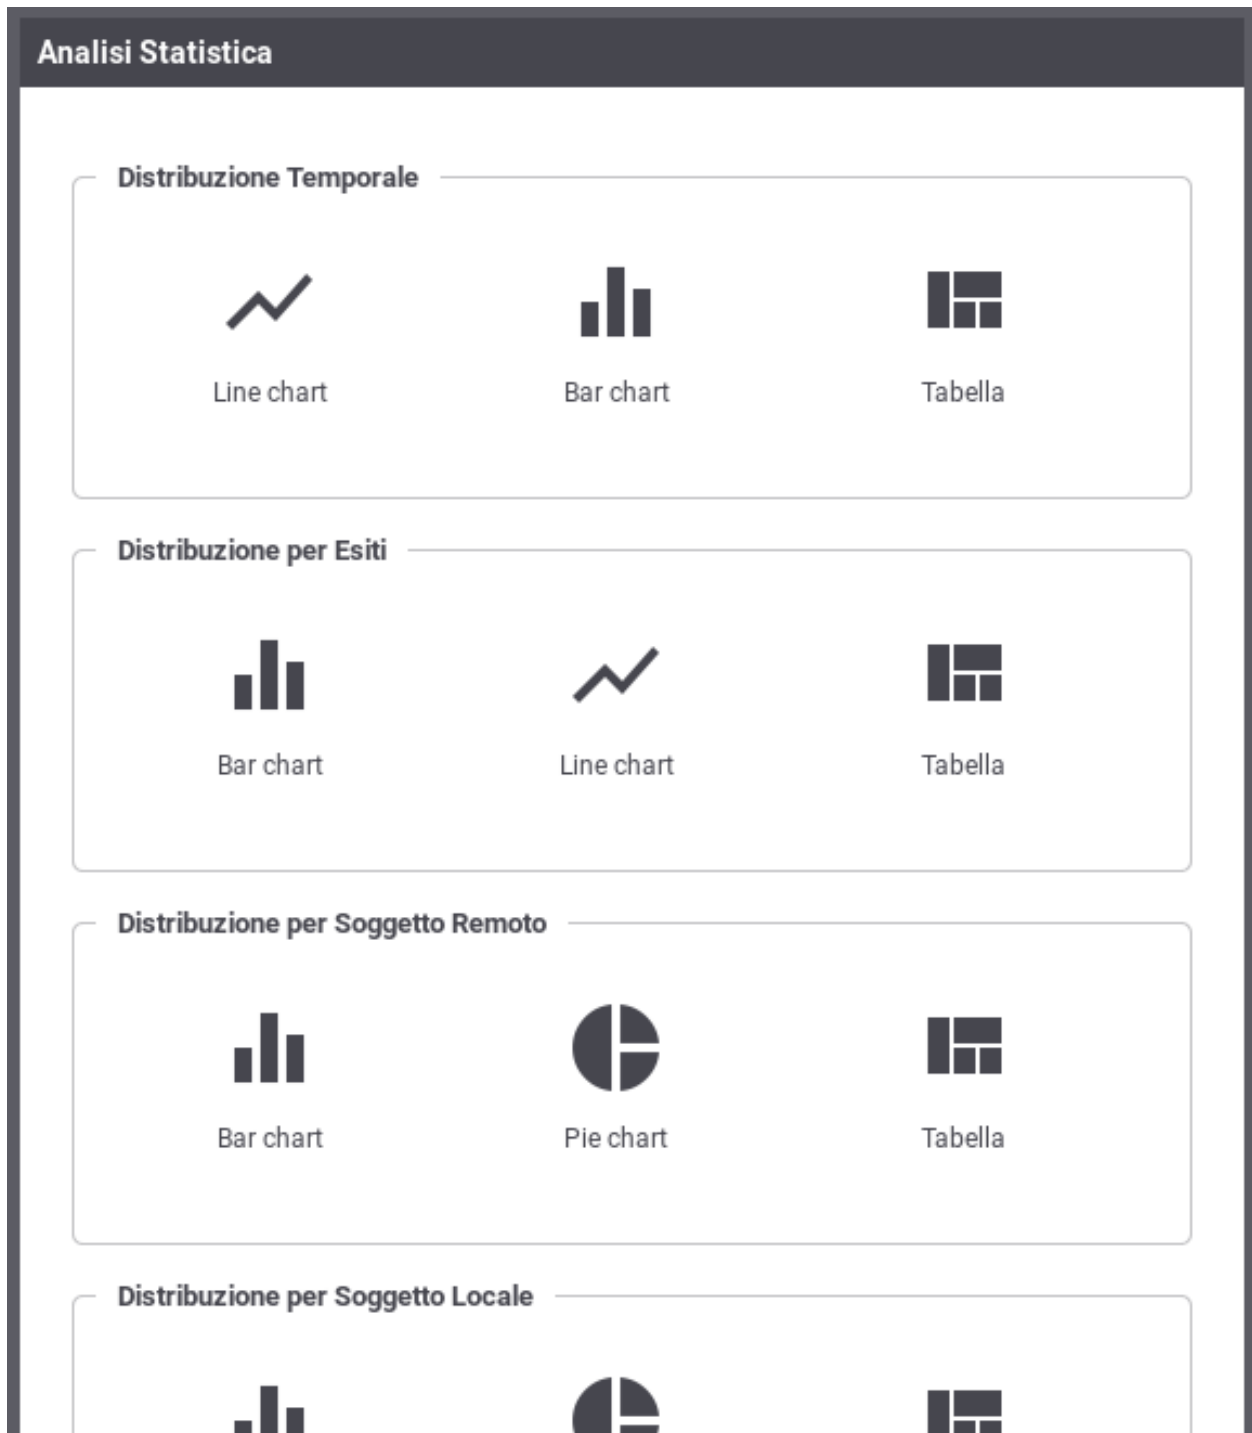 Analisi Statistica
Distribuzione Temporale
Line chart Bar chart Tabella
Distribuzione per Esiti
Bar chart Line chart Tabella
Distribuzione per Soggetto Remoto
Bar chart Pie chart Tabella
Distribuzione per Soggetto Locale